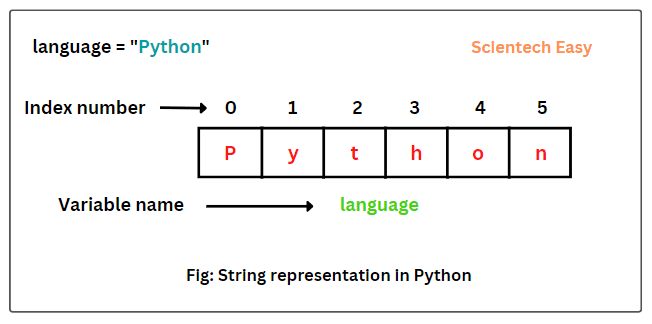 language = "Python"
Scientech Easy
Index number 0 1 2 3 4 5
P y t h o n
Variable name language
Fig: String representation in Python